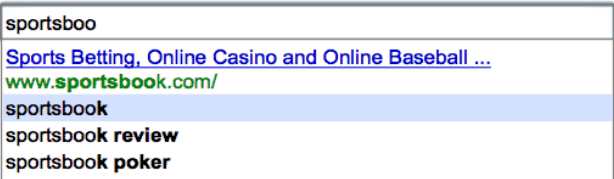 sportsboo
Sports Betting, Online Casino and Online Baseball ...
www.sportsbook.com/
sportsbook
sportsbook review
sportsbook poker